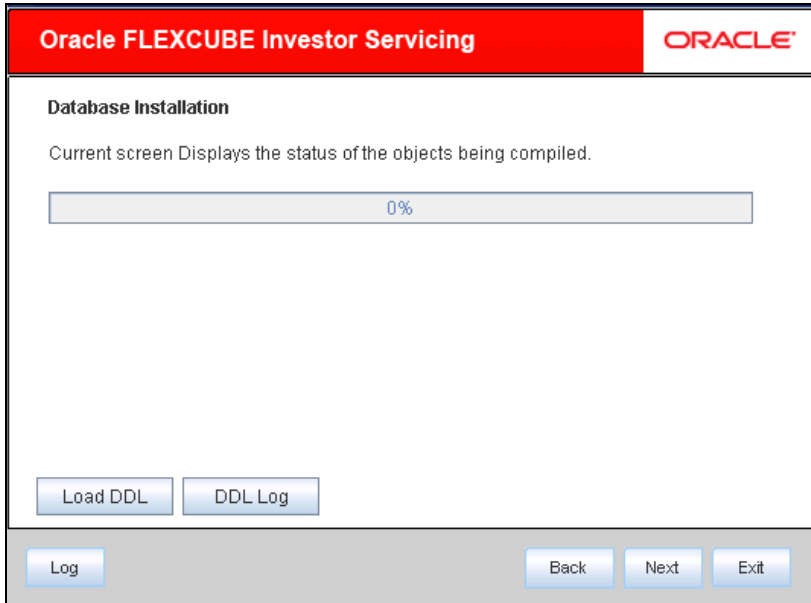 Oracle FLEXCUBE Investor Servicing
ORACLE
Database Installation
Current screen Displays the status of the objects being compiled.
0%
Load DDL
DDL Log
Log
Back
Next
Exit